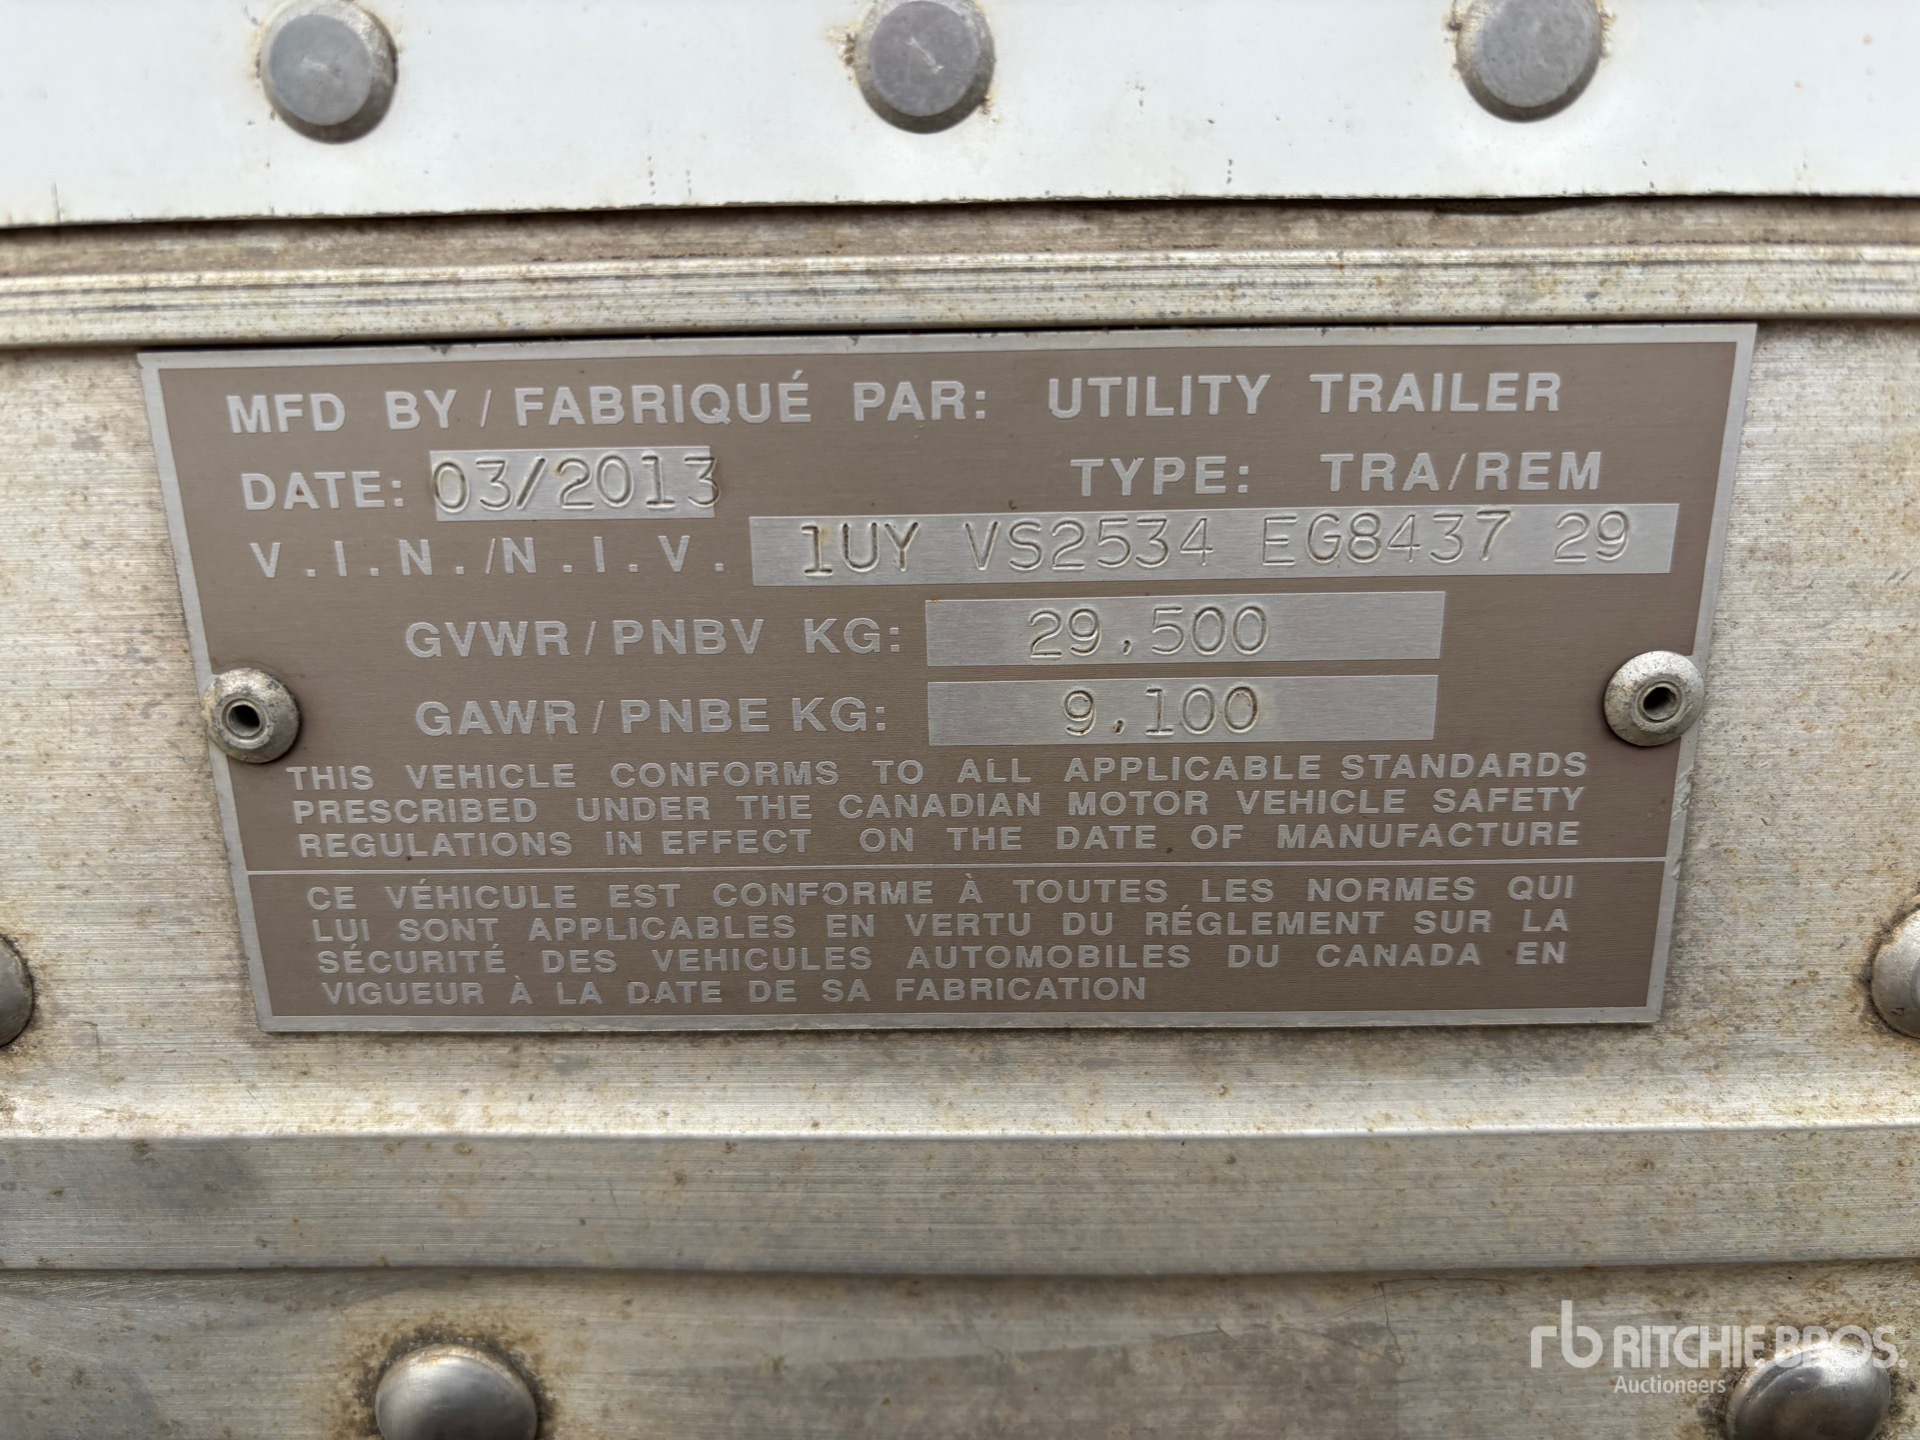 MFD BY / FABRIQUÉ PAR: UTILITY TRAILER
DATE: 03/2013 TYPE: TRA/REM
V.I.N./N.I.V. 1UY VS2534 EG8437 29
GVWR/PNBV KG: 29,500
GAWR/PNBE KG: 9,100
THIS VEHICLE CONFORMS TO ALL APPLICABLE STANDARDS
PRESCRIBED UNDER THE CANADIAN MOTOR VEHICLE SAFETY
REGULATIONS IN EFFECT ON THE DATE OF MANUFACTURE
CE VÉHICULE EST CONFORME À TOUTES LES NORMES QUI
LUI SONT APPLICABLES EN VERTU DU RÉGLEMENT SUR LA
SÉCURITÉ DES VEHICULES AUTOMOBILES DU CANADA EN
VIGUEUR À LA DATE DE SA FABRICATION
rb RITCHIE BROS.
Auctioneers